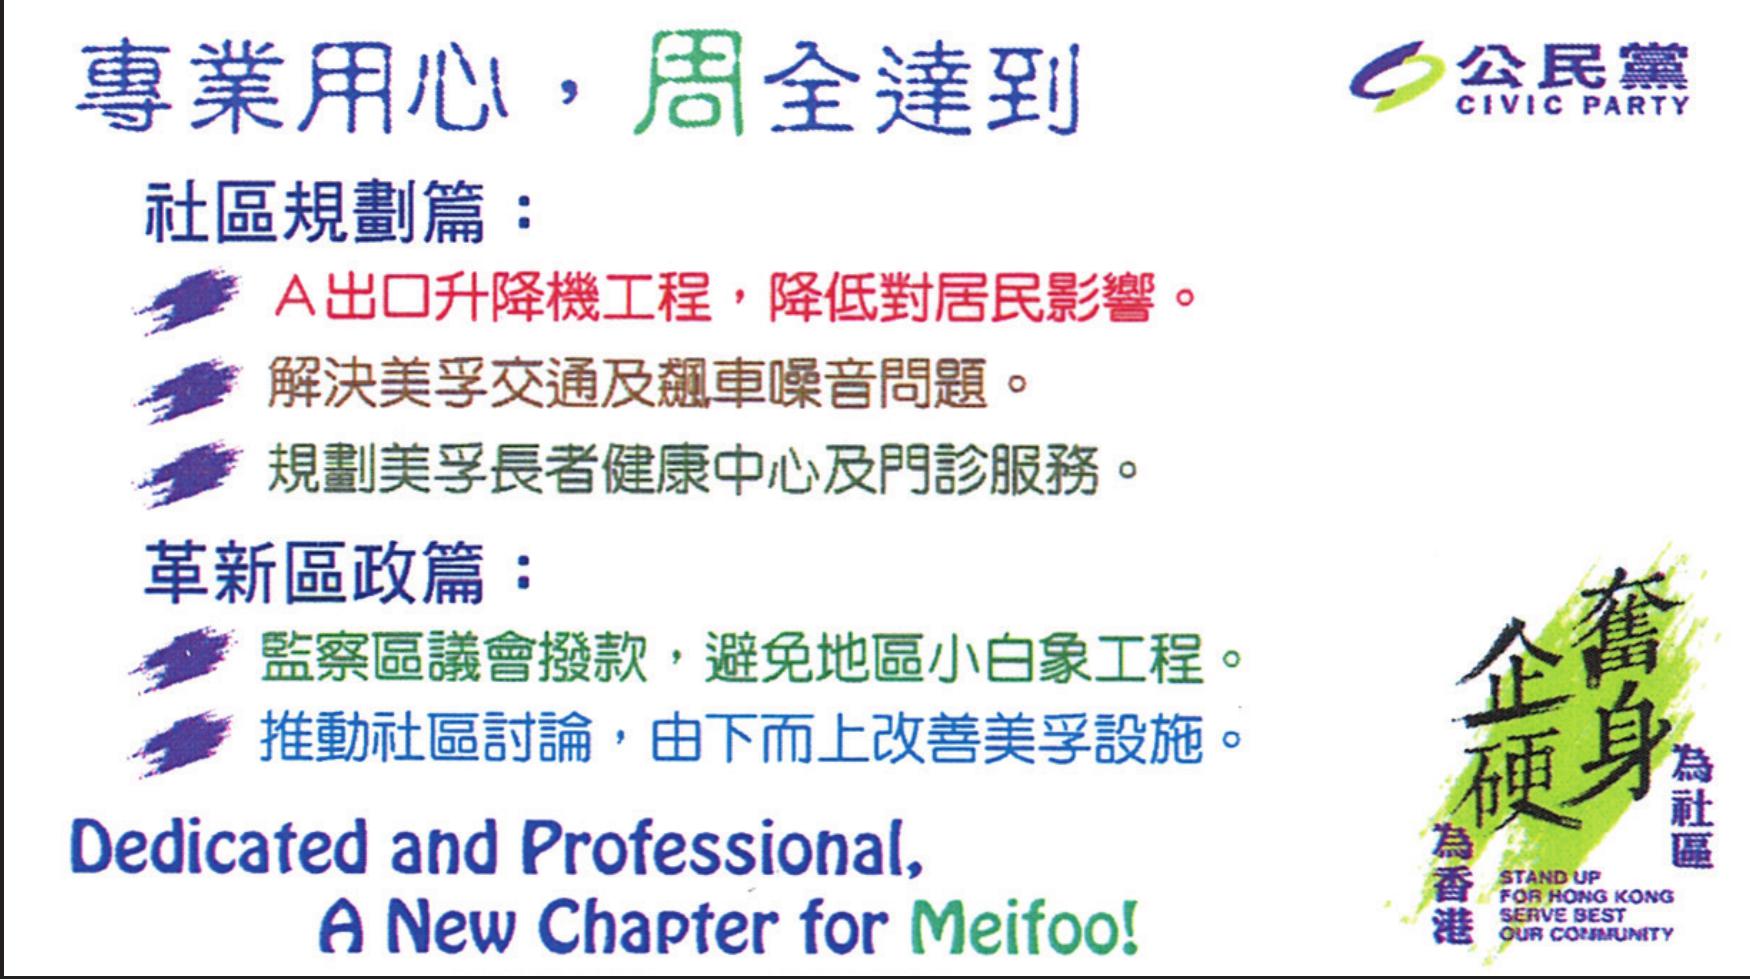 專業用心，周全達到
公民黨
CIVIC PARTY
社區規劃篇：
A出口升降機工程，降低對居民影響。
解決美孚交通及飆車噪音問題。
規劃美孚長者健康中心及門診服務。
革新區政篇：
監察區議會撥款，避免地區小白象工程。
推動社區討論，由下而上改善美孚設施。
Dedicated and Professional,
A New Chapter for Meifoo!
奮身
企硬
為社區
為香港
STAND UP
FOR HONG KONG
SERVE BEST
OUR COMMUNITY